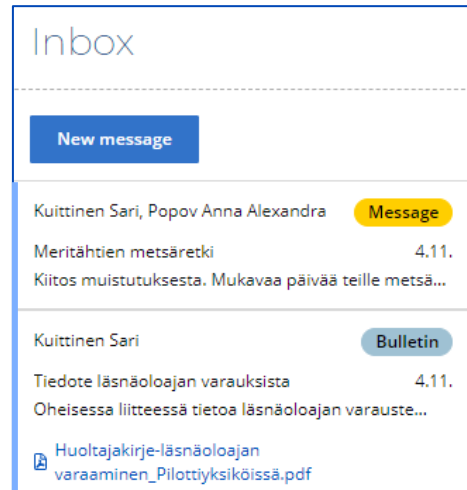 Inbox
New message
Kuittinen Sari, Popov Anna Alexandra Message
Meritähtien metsäretki 4.11.
Kiitos muistutuksesta. Mukavaa päivää teille metsä...
Kuittinen Sari Bulletin
Tiedote läsnäoloajan varauksista 4.11.
Oheisessa liitteessä tietoa läsnäoloajan varauste...
Huoltajakirje-läsnäoloajan
varaaminen_Pilottiyksiköissä.pdf